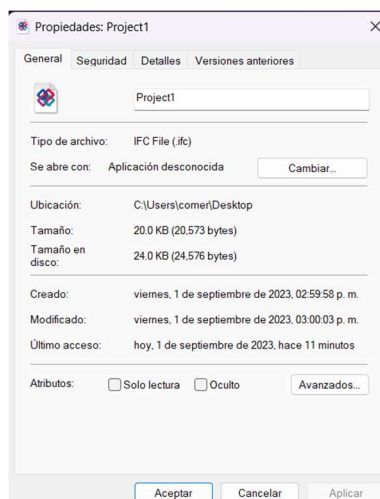 Propiedades: Project1
General Seguridad Detalles Versiones anteriores
Project1
Tipo de archivo: IFC File (.ifc)
Se abre con: Aplicación desconocida Cambiar...
Ubicación: C:\Users\comer\Desktop
Tamaño: 20.0 KB (20,573 bytes)
Tamaño en
disco: 24.0 KB (24,576 bytes)
Creado: viernes, 1 de septiembre de 2023, 02:59:58 p. m.
Modificado: viernes, 1 de septiembre de 2023, 03:00:03 p. m.
Último acceso: hoy, 1 de septiembre de 2023, hace 11 minutos
Atributos: Solo lectura Oculto Avanzados...
Aceptar Cancelar Aplicar